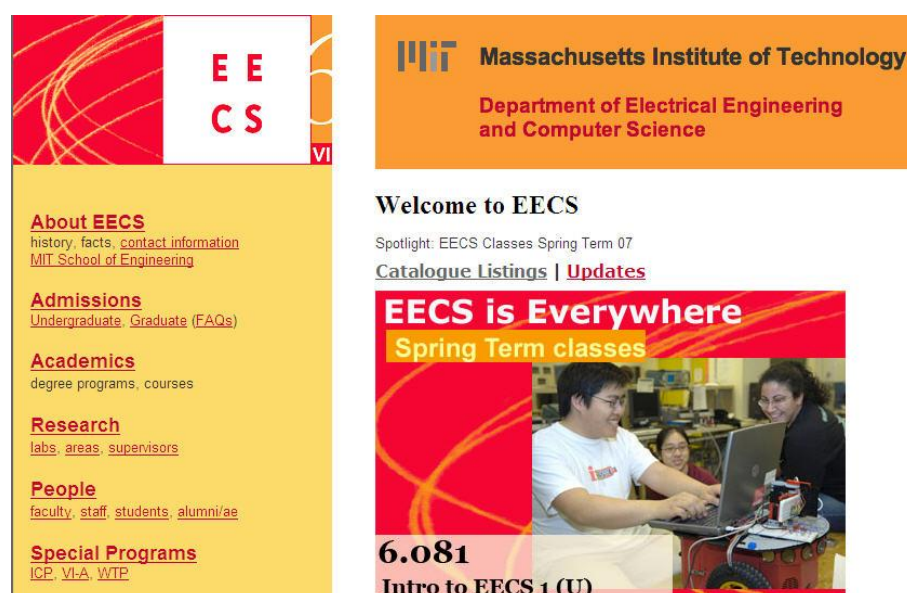 E E
C S
VI
About EECS
history, facts, contact information
MIT School of Engineering
Admissions
Undergraduate, Graduate (FAQs)
Academics
degree programs, courses
Research
labs, areas, supervisors
People
faculty, staff, students, alumni/ae
Special Programs
ICP, VI-A, WTP
MIT
Massachusetts Institute of Technology
Department of Electrical Engineering
and Computer Science
Welcome to EECS
Spotlight: EECS Classes Spring Term 07
Catalogue Listings | Updates
EECS is Everywhere
Spring Term classes
6.081
Intro to EECS 1 (U)